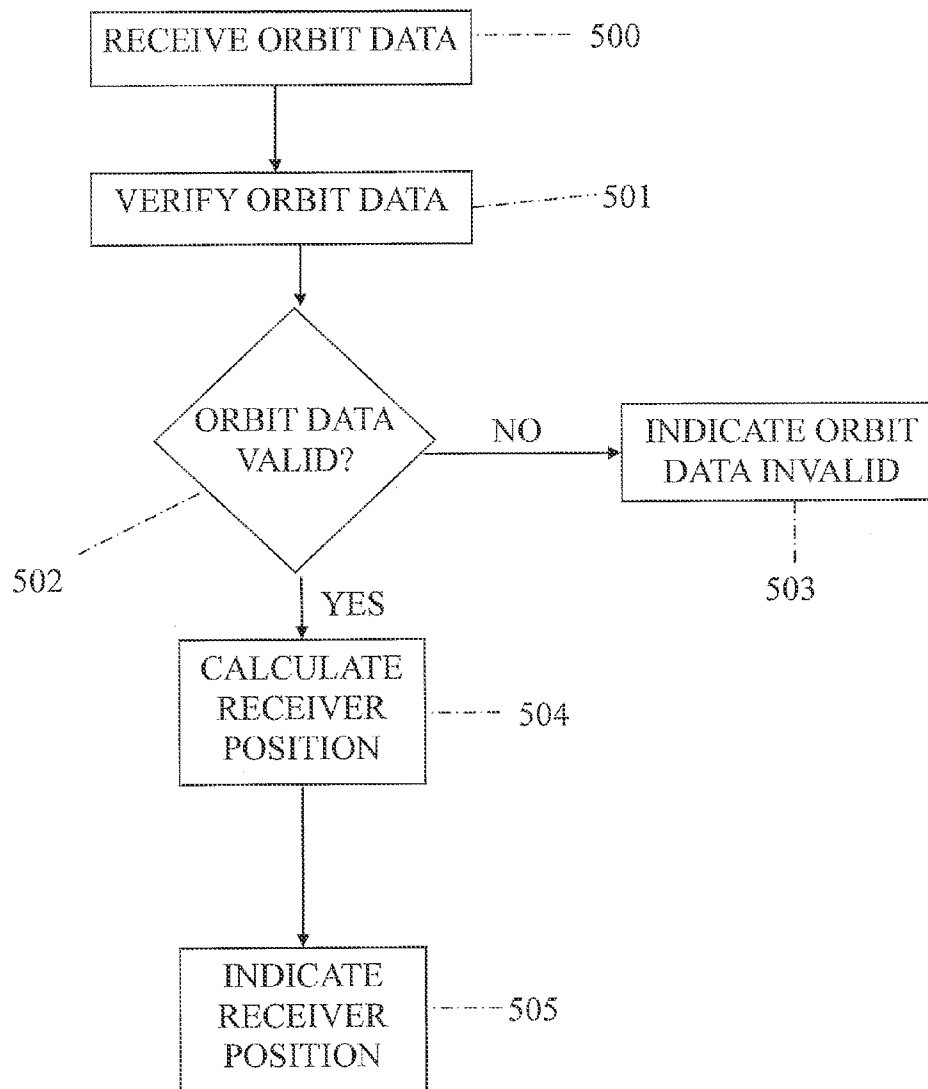 RECEIVE ORBIT DATA
500
VERIFY ORBIT DATA
501
ORBIT DATA
VALID?
NO
INDICATE ORBIT
DATA INVALID
502
503
YES
CALCULATE
RECEIVER
POSITION
504
INDICATE
RECEIVER
POSITION
505